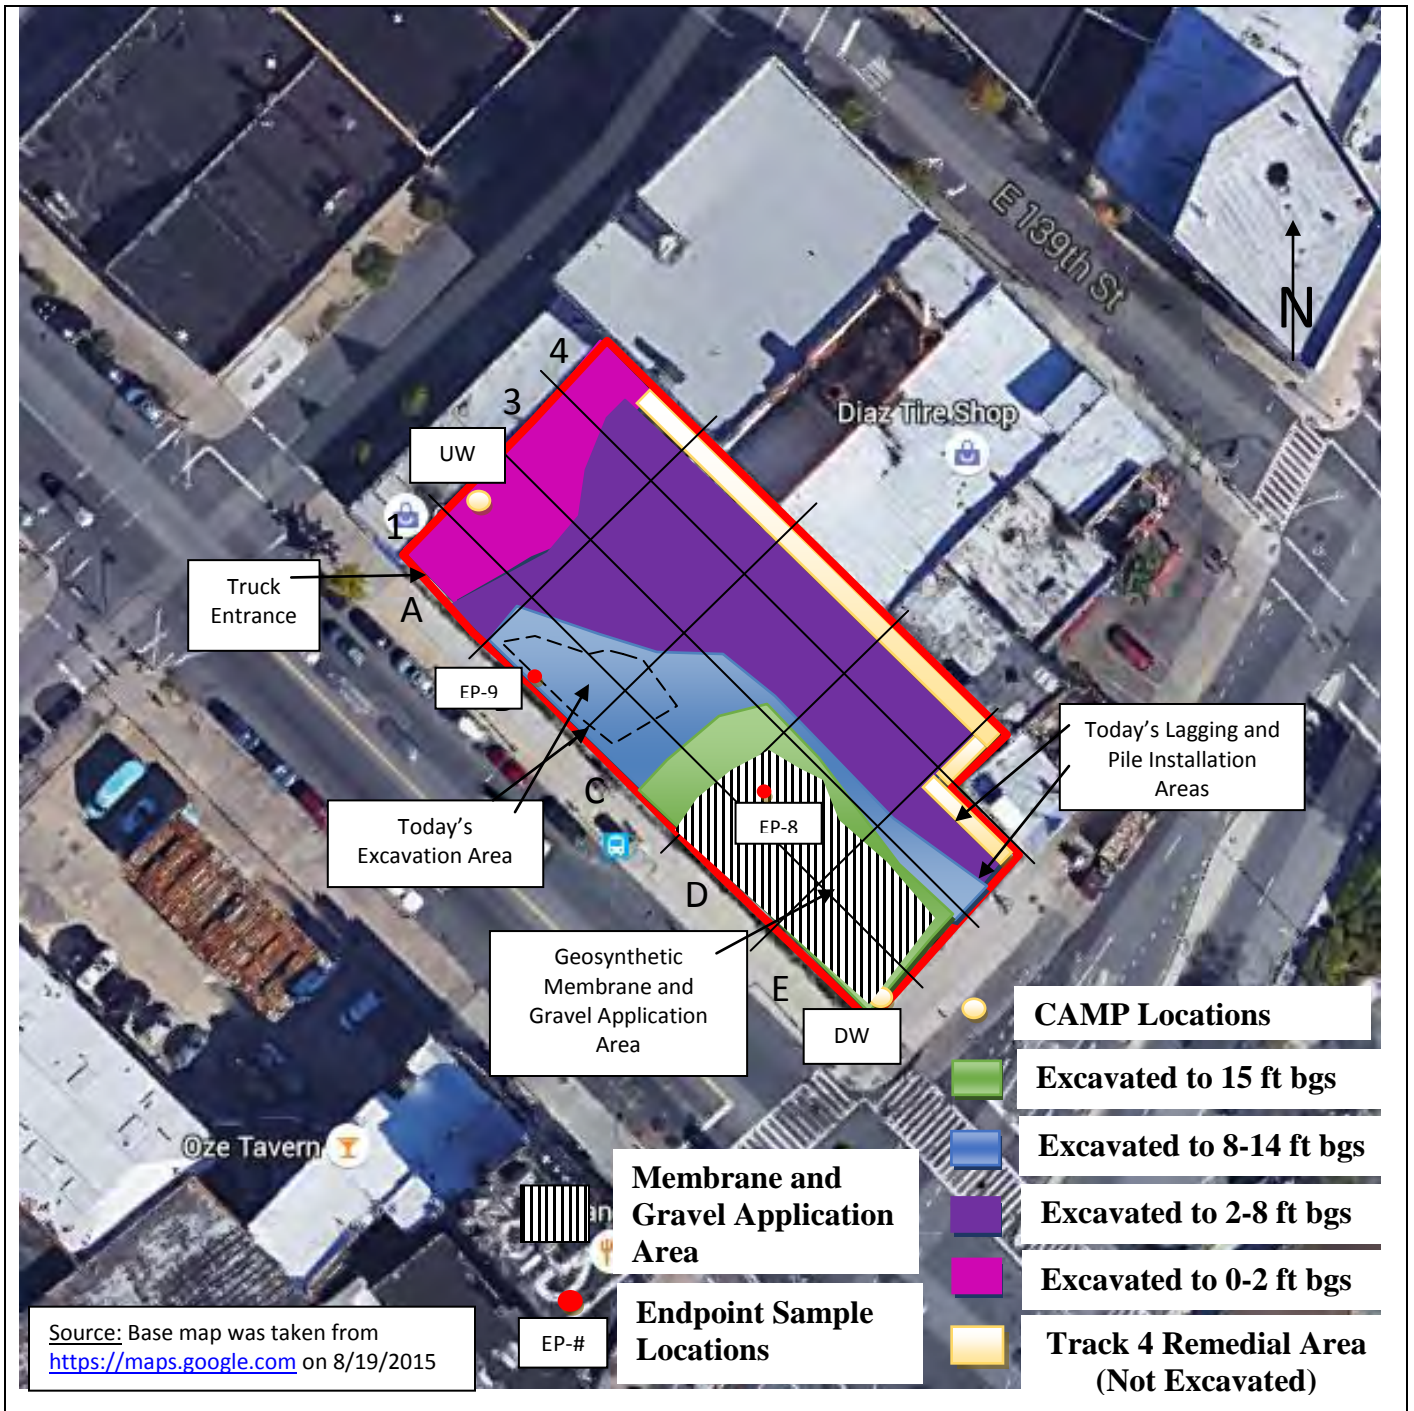 E 139th St
N
4
3
Diaz Tire Shop
UW
1
Truck
Entrance
A
EP-9
Today's Lagging and
Pile Installation
Areas
C
Today's
Excavation Area
EP-8
D
Geosynthetic
Membrane and
Gravel Application
Area
E
DW
CAMP Locations
Excavated to 15 ft bgs
Excavated to 8-14 ft bgs
Excavated to 2-8 ft bgs
Excavated to 0-2 ft bgs
Track 4 Remedial Area
(Not Excavated)
Oze Tavern
Membrane and
Gravel Application
Area
EP-#
Endpoint Sample
Locations
Source: Base map was taken from
https://maps.google.com on 8/19/2015